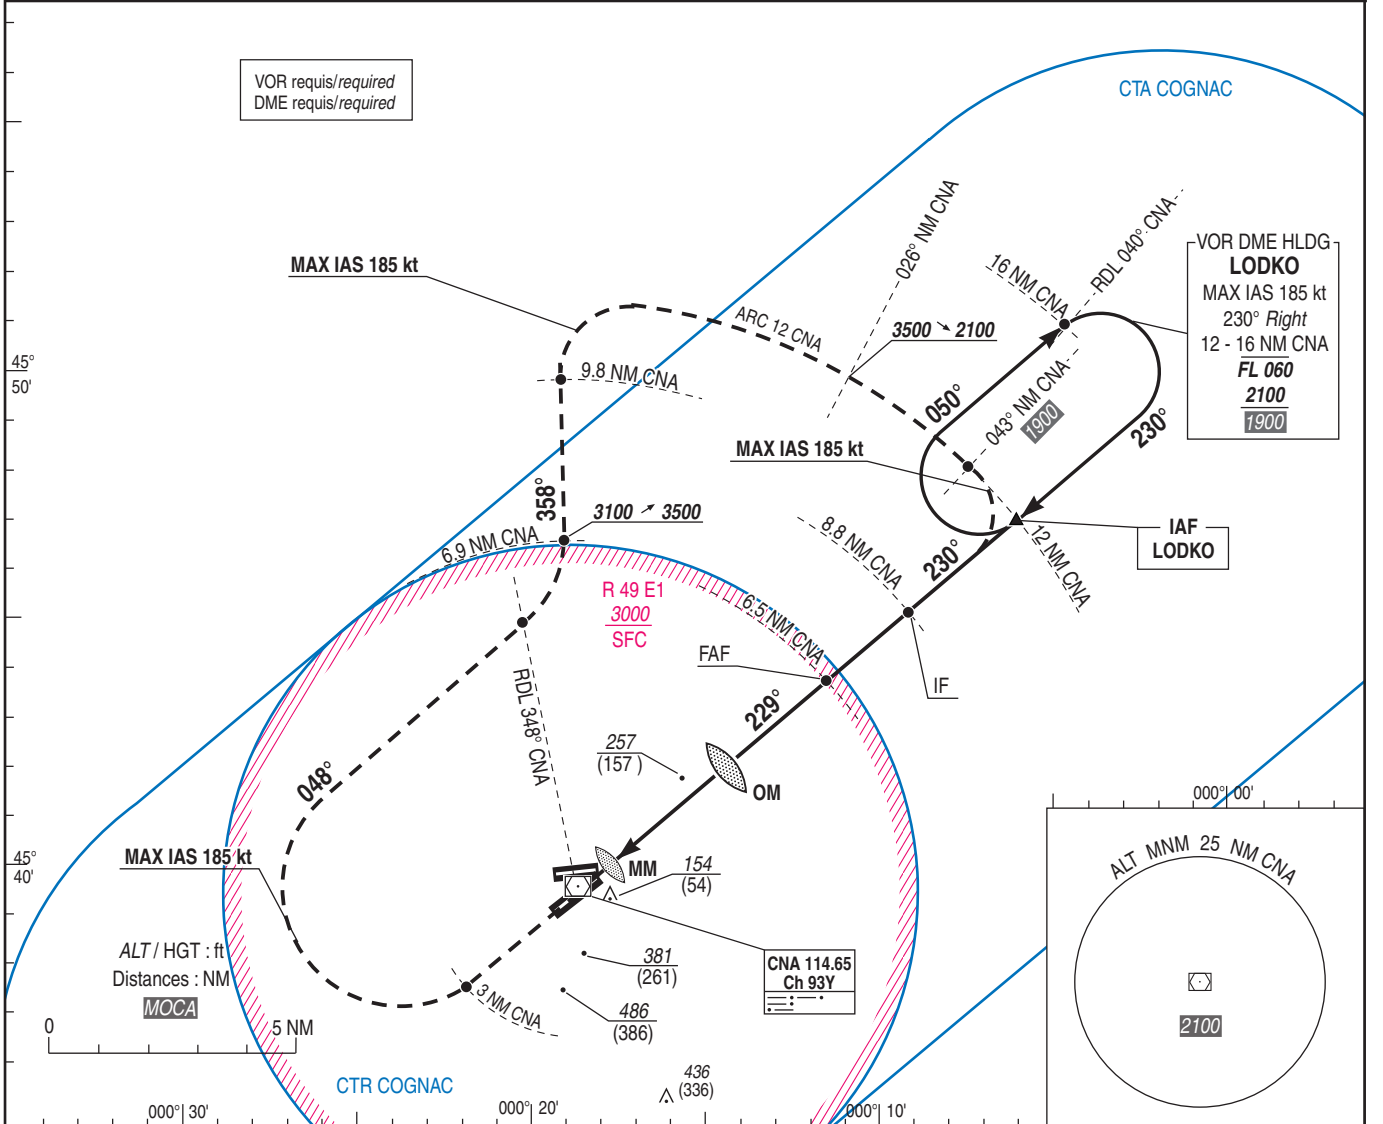 VOR requis/required
DME requis/required
CTA COGNAC
MAX IAS 185 kt
026° NM CNA
16 NM CNA
RDL 040° CNA
VOR DME HLDG
LODKO
MAX IAS 185 kt
230° Right
12 - 16 NM CNA
FL 060
2100
1900
ARC 12 CNA
3500 ↘ 2100
45°
50'
9.8 NM CNA
050°
043° NM CNA
1900
230°
MAX IAS 185 kt
358°
3100 ↗ 3500
6.9 NM CNA
8.8 NM CNA
230°
12 NM CNA
IAF
LODKO
R 49 E1
3000
SFC
6.5 NM CNA
FAF
IF
RDL 348° CNA
229°
257
(157 )
OM
048°
000° 00'
MAX IAS 185 kt
45°
40'
MM
154
(54)
ALT MNM 25 NM CNA
2100
ALT / HGT : ft
Distances : NM
MOCA
0
5 NM
3 NM CNA
381
(261)
486
(386)
CNA 114.65
Ch 93Y
436
(336)
CTR COGNAC
000° 30'
000° 20'
000° 10'